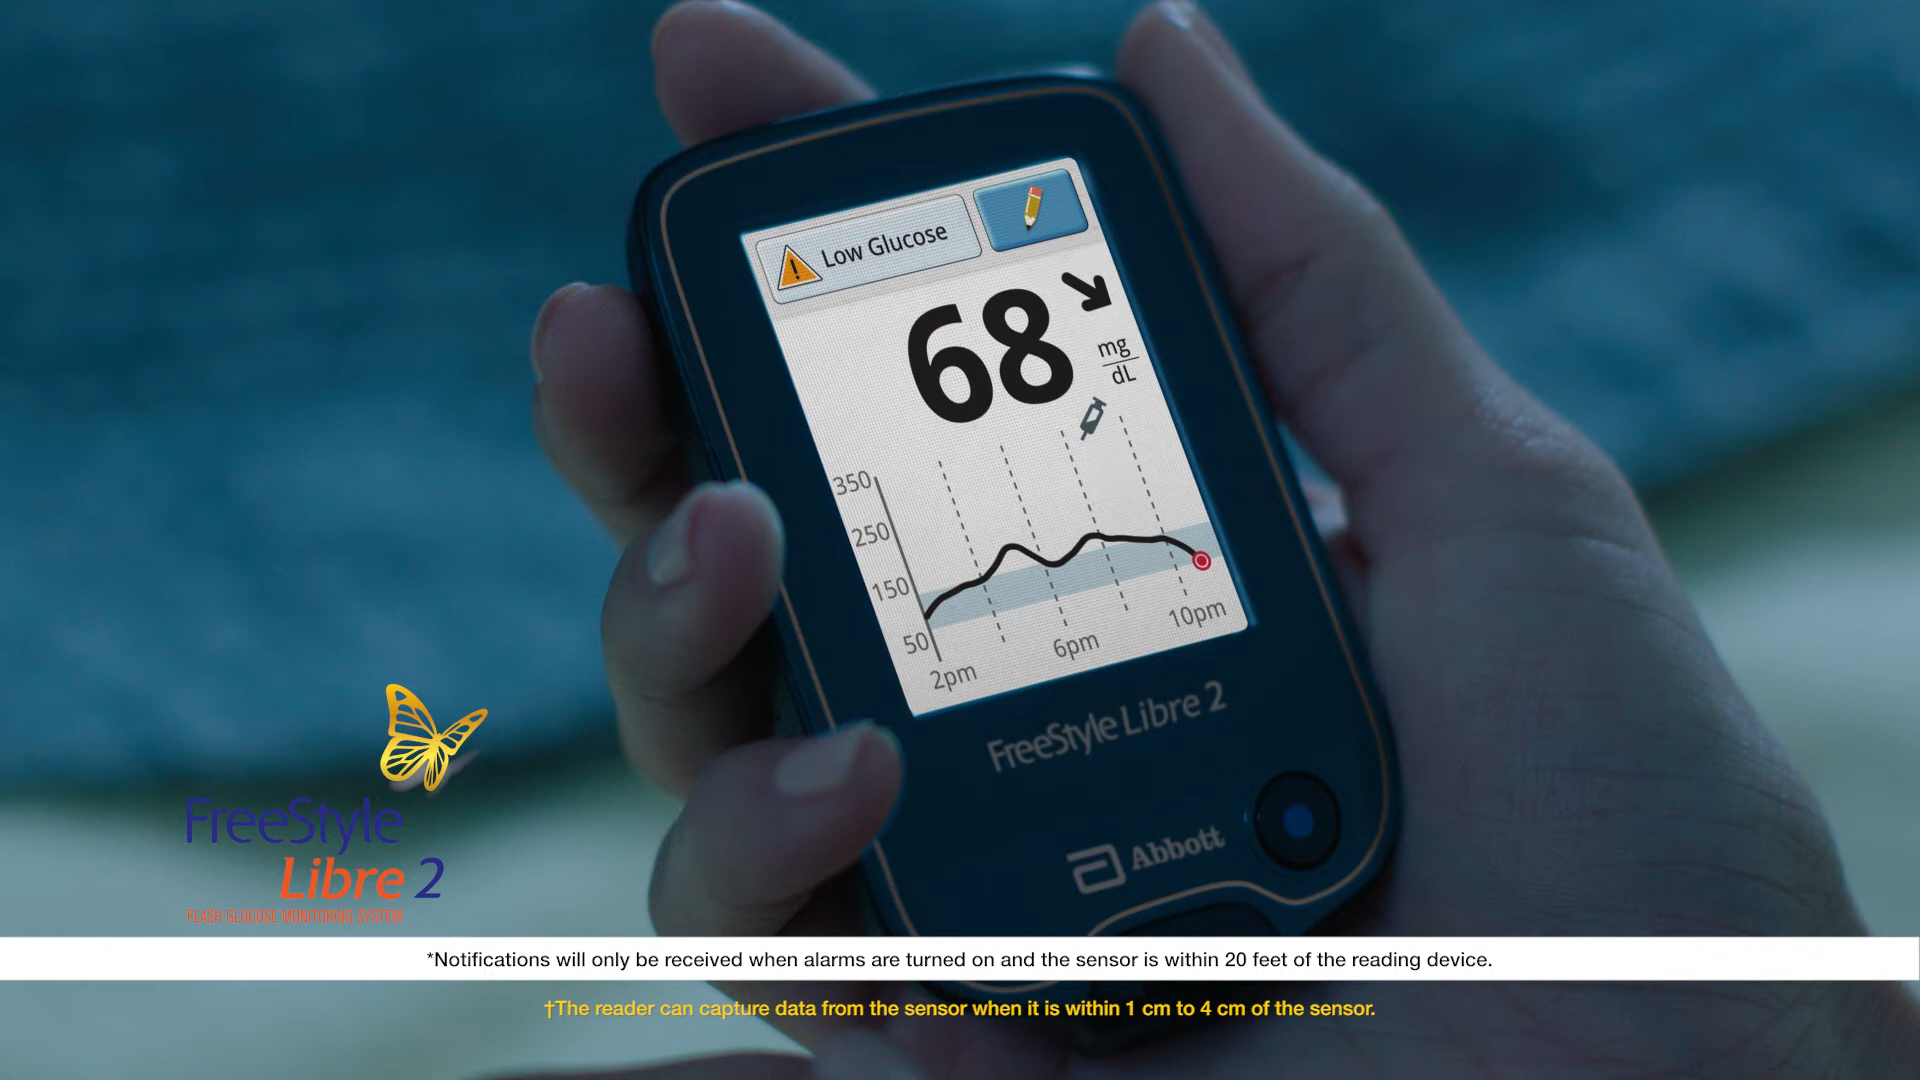 Low Glucose
68
mg
dL
350
250
150
50
2pm
6pm
10pm
FreeStyle Libre 2
Abbott
FreeStyle
Libre 2
FLASH GLUCOSE MONITORING SYSTEM
*Notifications will only be received when alarms are turned on and the sensor is within 20 feet of the reading device.
†The reader can capture data from the sensor when it is within 1 cm to 4 cm of the sensor.